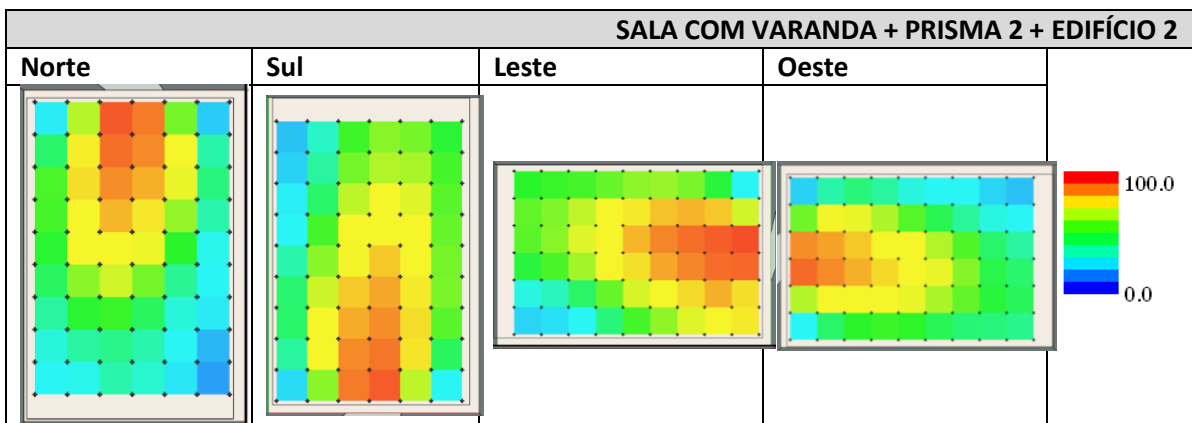 SALA COM VARANDA + PRISMA 2 + EDIFÍCIO 2
Norte Sul Leste Oeste
100.0
0.0